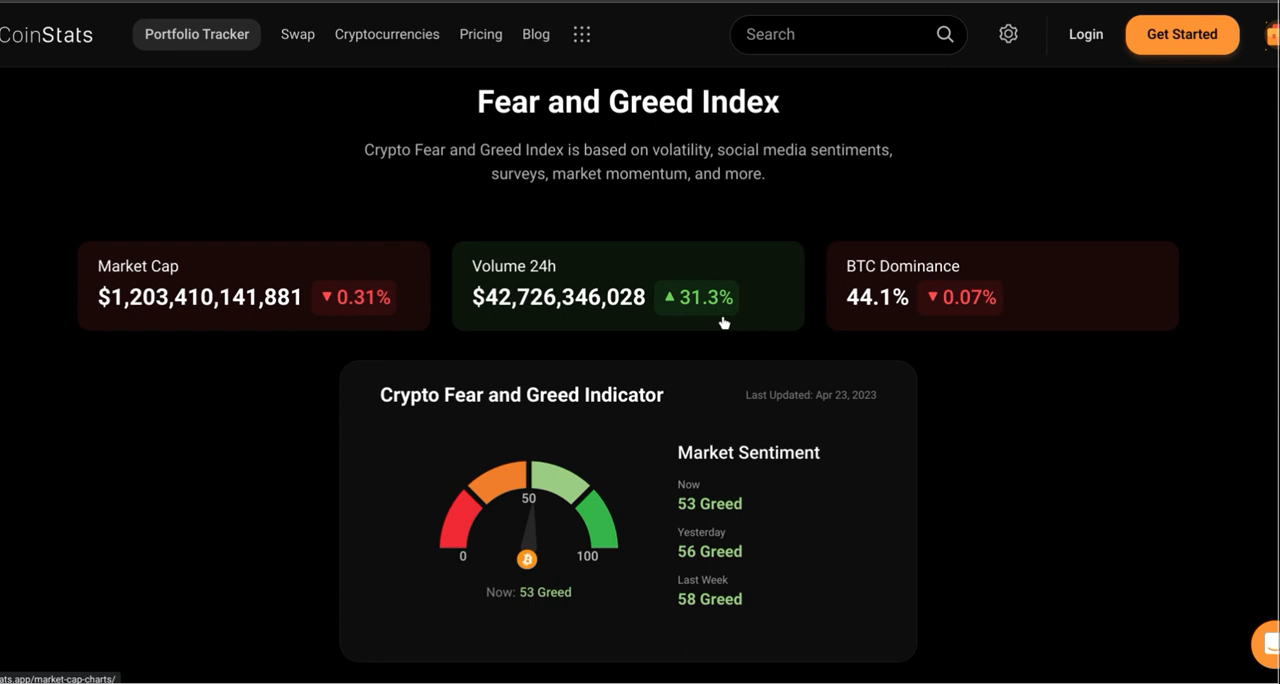 CoinStats
Portfolio Tracker
Swap
Cryptocurrencies
Pricing
Blog
Search
Login
Get Started
Fear and Greed Index
Crypto Fear and Greed Index is based on volatility, social media sentiments,
surveys, market momentum, and more.
Market Cap
$1,203,410,141,881 ▼ 0.31%
Volume 24h
$42,726,346,028 ▲ 31.3%
BTC Dominance
44.1% ▼ 0.07%
Crypto Fear and Greed Indicator
Last Updated: Apr 23, 2023
50
0
100
Now: 53 Greed
Market Sentiment
Now
53 Greed
Yesterday
56 Greed
Last Week
58 Greed
ats.app/market-cap-charts/